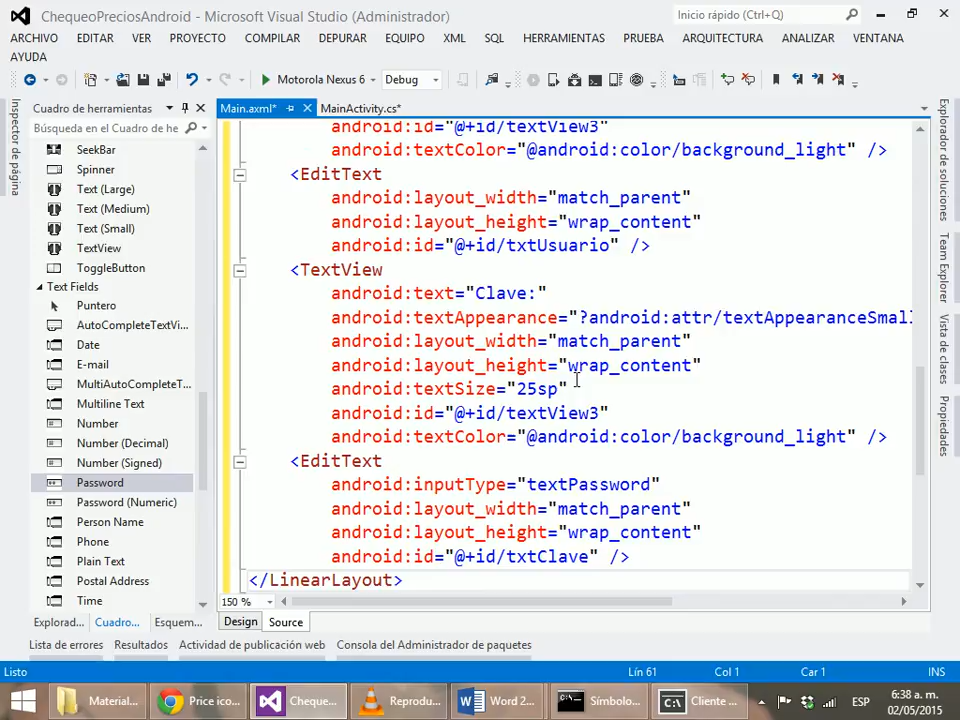 ChequeoPreciosAndroid - Microsoft Visual Studio (Administrador)
Inicio rápido (Ctrl+Q)
ARCHIVO EDITAR VER PROYECTO COMPILAR DEPURAR EQUIPO XML SQL HERRAMIENTAS PRUEBA ARQUITECTURA ANALIZAR VENTANA
AYUDA
Motorola Nexus 6
Debug
Inspector de página
Cuadro de herramientas
Búsqueda en el Cuadro de he
SeekBar
Spinner
Text (Large)
Text (Medium)
Text (Small)
TextView
ToggleButton
Text Fields
Puntero
AutoCompleteTextVi...
Date
E-mail
MultiAutoCompleteT...
Multiline Text
Number
Number (Decimal)
Number (Signed)
Password
Password (Numeric)
Person Name
Phone
Plain Text
Postal Address
Time
Explorad... Cuadro... Esquem...
Main.axml* MainActivity.cs*
android:id="@+id/textView3"
android:textColor="@android:color/background_light" />
<EditText
android:layout_width="match_parent"
android:layout_height="wrap_content"
android:id="@+id/txtUsuario" />
<TextView
android:text="Clave:"
android:textAppearance="?android:attr/textAppearanceSmall
android:layout_width="match_parent"
android:layout_height="wrap_content"
android:textSize="25sp"
android:id="@+id/textView3"
android:textColor="@android:color/background_light" />
<EditText
android:inputType="textPassword"
android:layout_width="match_parent"
android:layout_height="wrap_content"
android:id="@+id/txtClave" />
</LinearLayout>
150 %
Design Source
Explorador de soluciones
Team Explorer
Vista de clases
Propiedades
Lista de errores Resultados Actividad de publicación web Consola del Administrador de paquetes
Listo Lín 61 Col 1 Car 1 INS
Material... Price ico... Cheque... Reprodu... Word 2... Símbolo... Cliente ... ESP
6:38 a. m.
02/05/2015